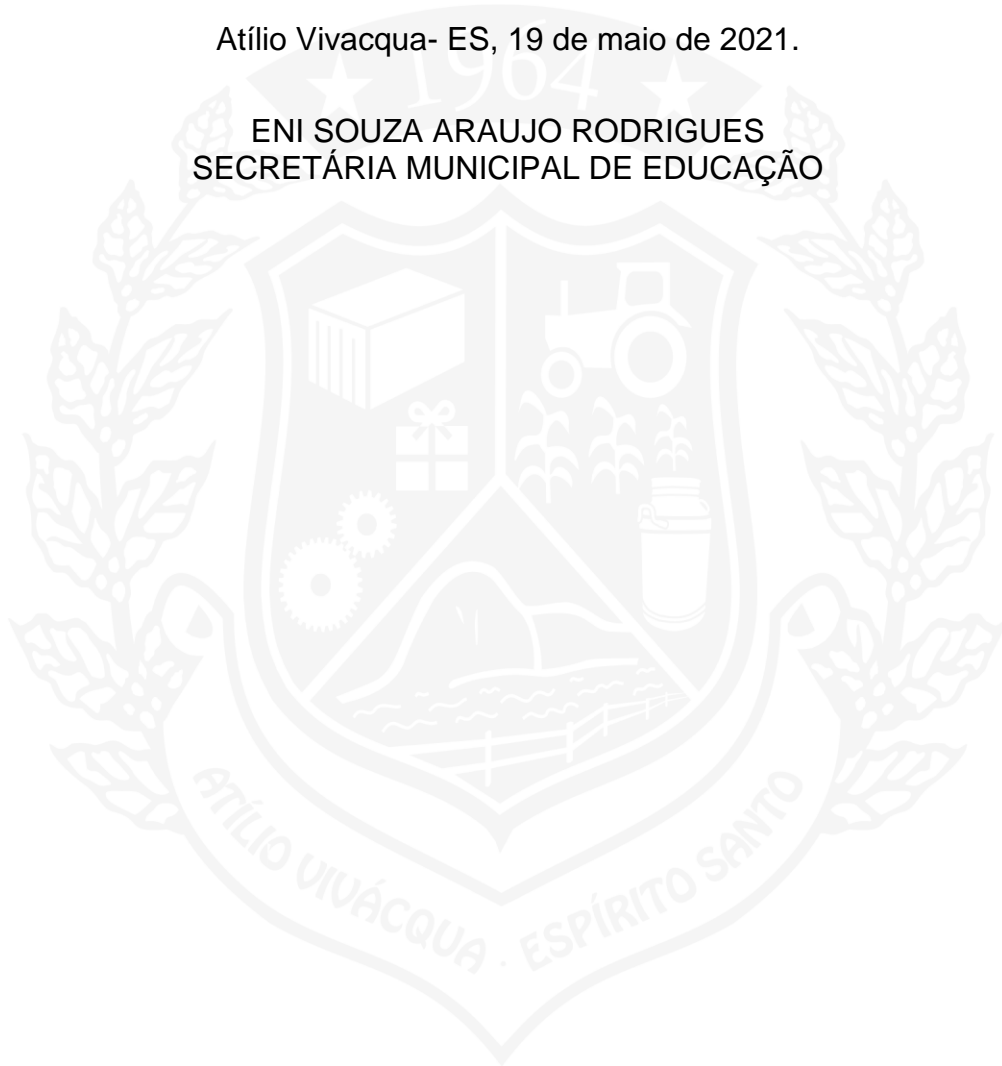 1964
Atílio Vivacqua- ES, 19 de maio de 2021.
ENI SOUZA ARAUJO RODRIGUES
SECRETÁRIA MUNICIPAL DE EDUCAÇÃO
ATÍLIO VIVÁCQUA . ESPÍRITO SANTO